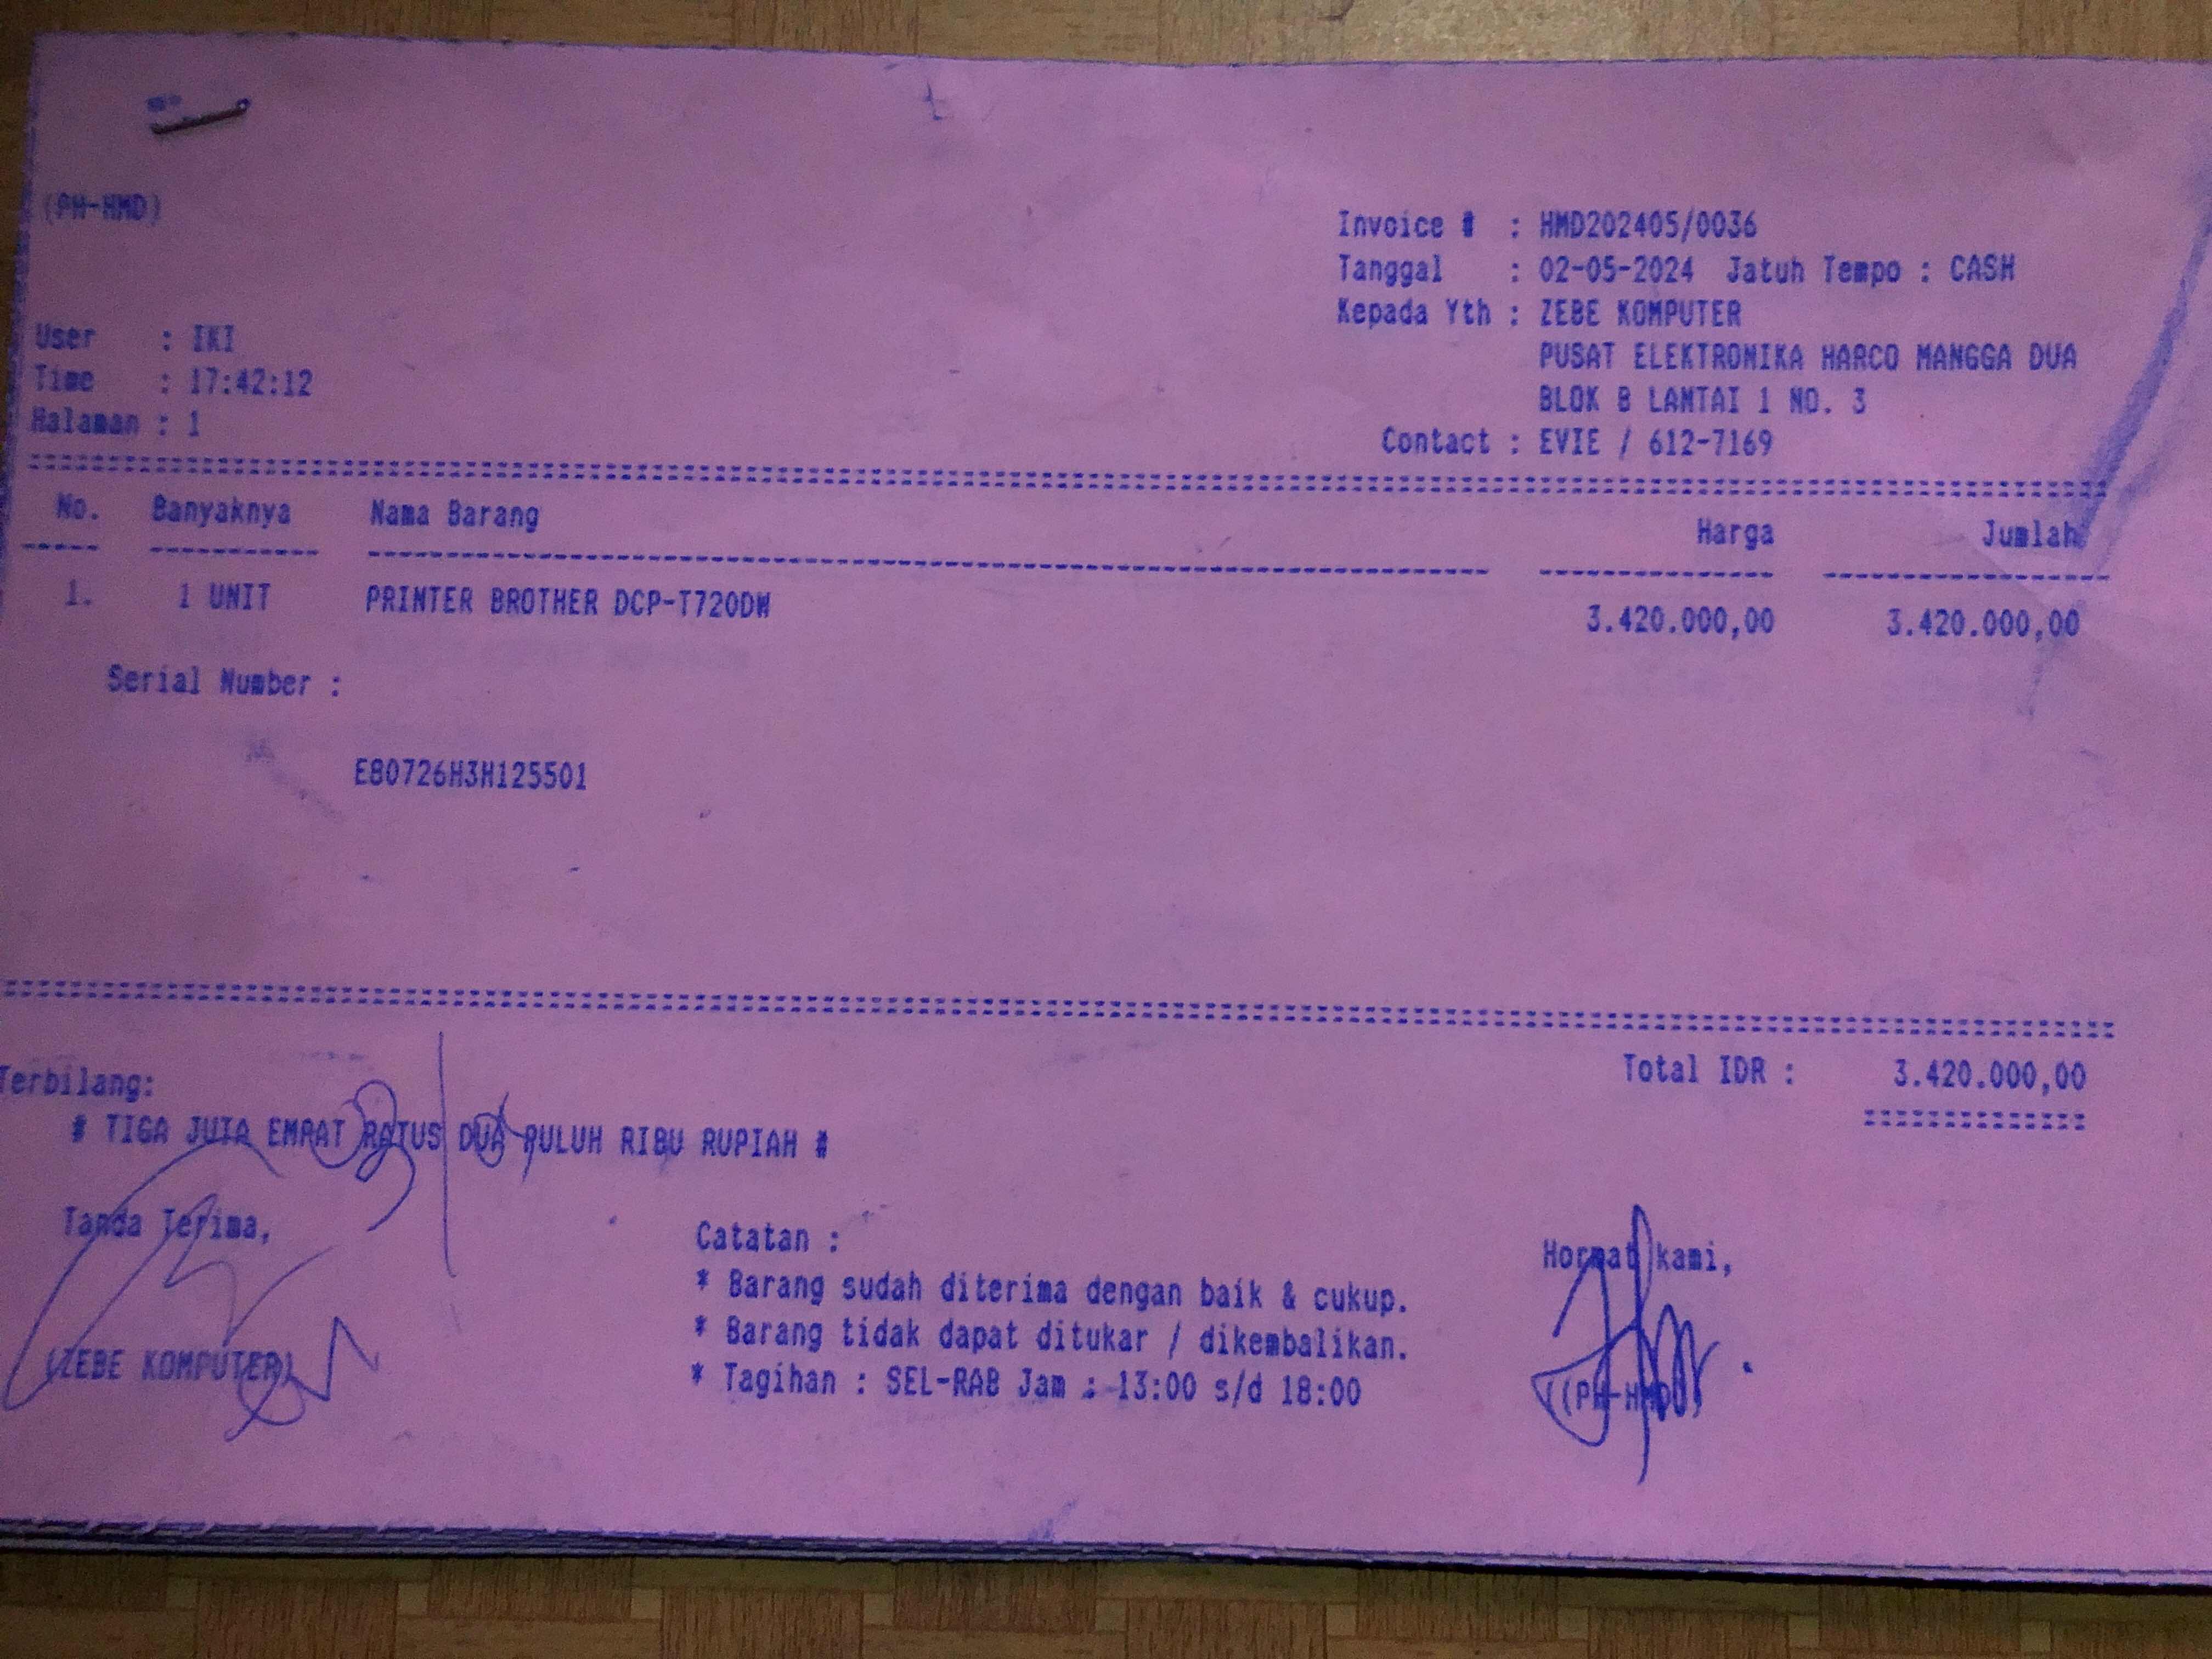 (PH-HMD)
Invoice # : HMD202405/0036
Tanggal : 02-05-2024 Jatuh Tempo : CASH
Kepada Yth : ZEBE KOMPUTER
PUSAT ELEKTRONIKA HARCO MANGGA DUA
BLOK B LANTAI 1 NO. 3
Contact : EVIE / 612-7169
User : IKI
Time : 17:42:12
Halaman : 1
No. Banyaknya Nama Barang Harga Jumlah
1. 1 UNIT PRINTER BROTHER DCP-T720DW 3.420.000,00 3.420.000,00
Serial Number :
E80726H3H125501
Total IDR : 3.420.000,00
Terbilang:
# TIGA JUTA EMPAT RATUS DUA PULUH RIBU RUPIAH #
Tanda Terima,
(ZEBE KOMPUTER)
Catatan :
* Barang sudah diterima dengan baik & cukup.
* Barang tidak dapat ditukar / dikembalikan.
* Tagihan : SEL-RAB Jam : 13:00 s/d 18:00
Hormat kami,
((PH-HMD))